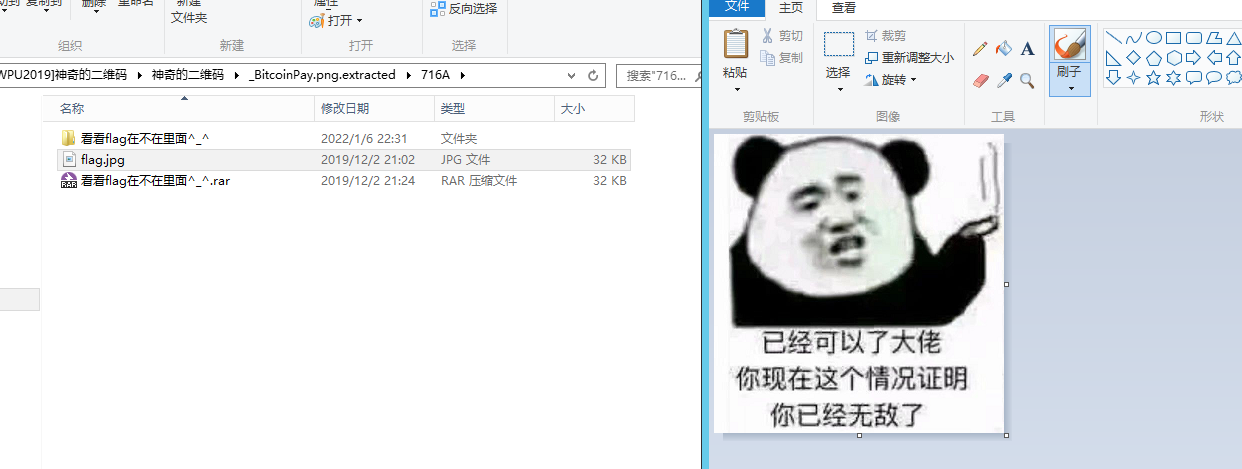 复制到
删除
重命名
新建
文件夹
属性
打开
反向选择
组织
新建
打开
选择
WPU2019]神奇的二维码
神奇的二维码
_BitcoinPay.png.extracted
716A
搜索"716...
名称
修改日期
类型
大小
看看flag在不在里面^_^
2022/1/6 22:31
文件夹
flag.jpg
2019/12/2 21:02
JPG 文件
32 KB
RAR
看看flag在不在里面^_^.rar
2019/12/2 21:24
RAR 压缩文件
32 KB
文件
主页
查看
粘贴
剪切
复制
选择
裁剪
重新调整大小
旋转
A
刷子
剪贴板
图像
工具
形状
已经可以了大佬
你现在这个情况证明
你已经无敌了